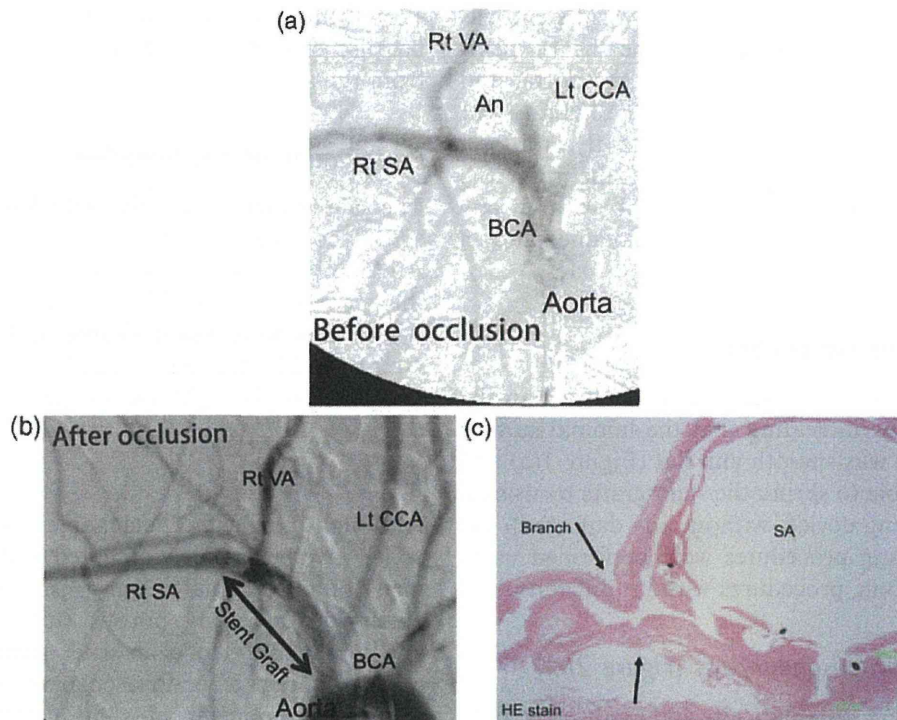 (a)
Rt VA
An
Lt CCA
Rt SA
BCA
Aorta
Before occlusion
(b)
After occlusion
Rt VA
Lt CCA
Rt SA
Stent Graft
BCA
Aorta
(c)
Branch
SA
HE stain